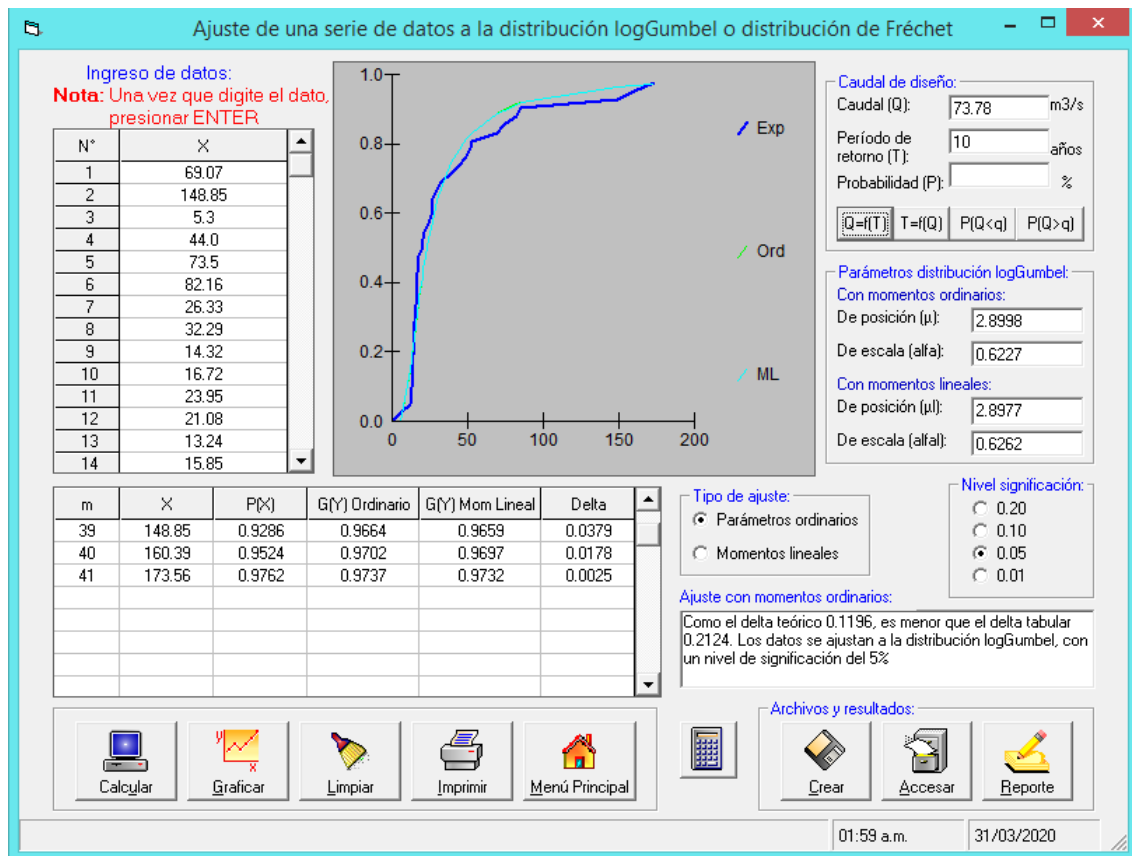 Ajuste de una serie de datos a la distribución logGumbel o distribución de Fréchet
Ingreso de datos:
Nota: Una vez que digite el dato,
presionar ENTER
N° X
1 69.07
2 148.85
3 5.3
4 44.0
5 73.5
6 82.16
7 26.33
8 32.29
9 14.32
10 16.72
11 23.95
12 21.08
13 13.24
14 15.85
1.0
0.8
0.6
0.4
0.2
0.0
0 50 100 150 200
Exp
Ord
ML
Caudal de diseño:
Caudal (Q): 73.78 m3/s
Período de
retorno (T): 10 años
Probabilidad (P): %
Q=f(T) T=f(Q) P(Q<q) P(Q>q)
Parámetros distribución logGumbel:
Con momentos ordinarios:
De posición (µ): 2.8998
De escala (alfa): 0.6227
Con momentos lineales:
De posición (µl): 2.8977
De escala (alfal): 0.6262
m X P(X) G(Y) Ordinario G(Y) Mom Lineal Delta
39 148.85 0.9286 0.9664 0.9659 0.0379
40 160.39 0.9524 0.9702 0.9697 0.0178
41 173.56 0.9762 0.9737 0.9732 0.0025
Tipo de ajuste:
Parámetros ordinarios
Momentos lineales
Nivel significación:
0.20
0.10
0.05
0.01
Ajuste con momentos ordinarios:
Como el delta teórico 0.1196, es menor que el delta tabular
0.2124. Los datos se ajustan a la distribución logGumbel, con
un nivel de significación del 5%
Calcular Graficar Limpiar Imprimir Menú Principal
Archivos y resultados:
Crear Accesar Reporte
01:59 a.m. 31/03/2020